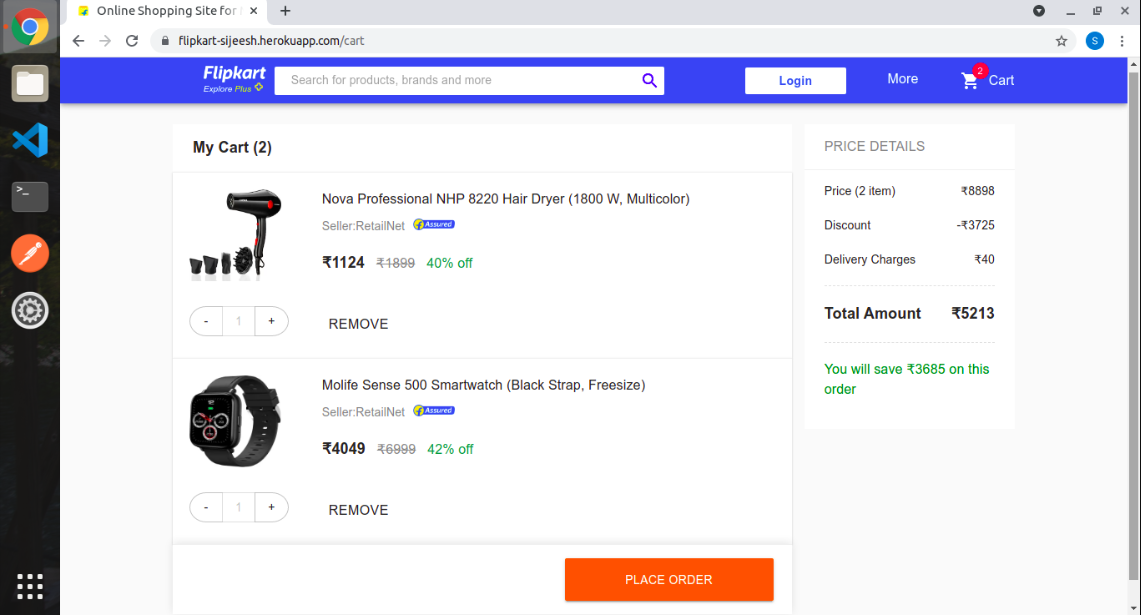 Online Shopping Site for
flipkart-sijeesh.herokuapp.com/cart
S
Flipkart
Explore Plus
Search for products, brands and more
Login
More
2
Cart
My Cart (2)
Nova Professional NHP 8220 Hair Dryer (1800 W, Multicolor)
Seller:RetailNet Assured
₹1124 ₹1899 40% off
- 1 + REMOVE
Molife Sense 500 Smartwatch (Black Strap, Freesize)
Seller:RetailNet Assured
₹4049 ₹6999 42% off
- 1 + REMOVE
PLACE ORDER
PRICE DETAILS
Price (2 item) ₹8898
Discount -₹3725
Delivery Charges ₹40
Total Amount ₹5213
You will save ₹3685 on this
order